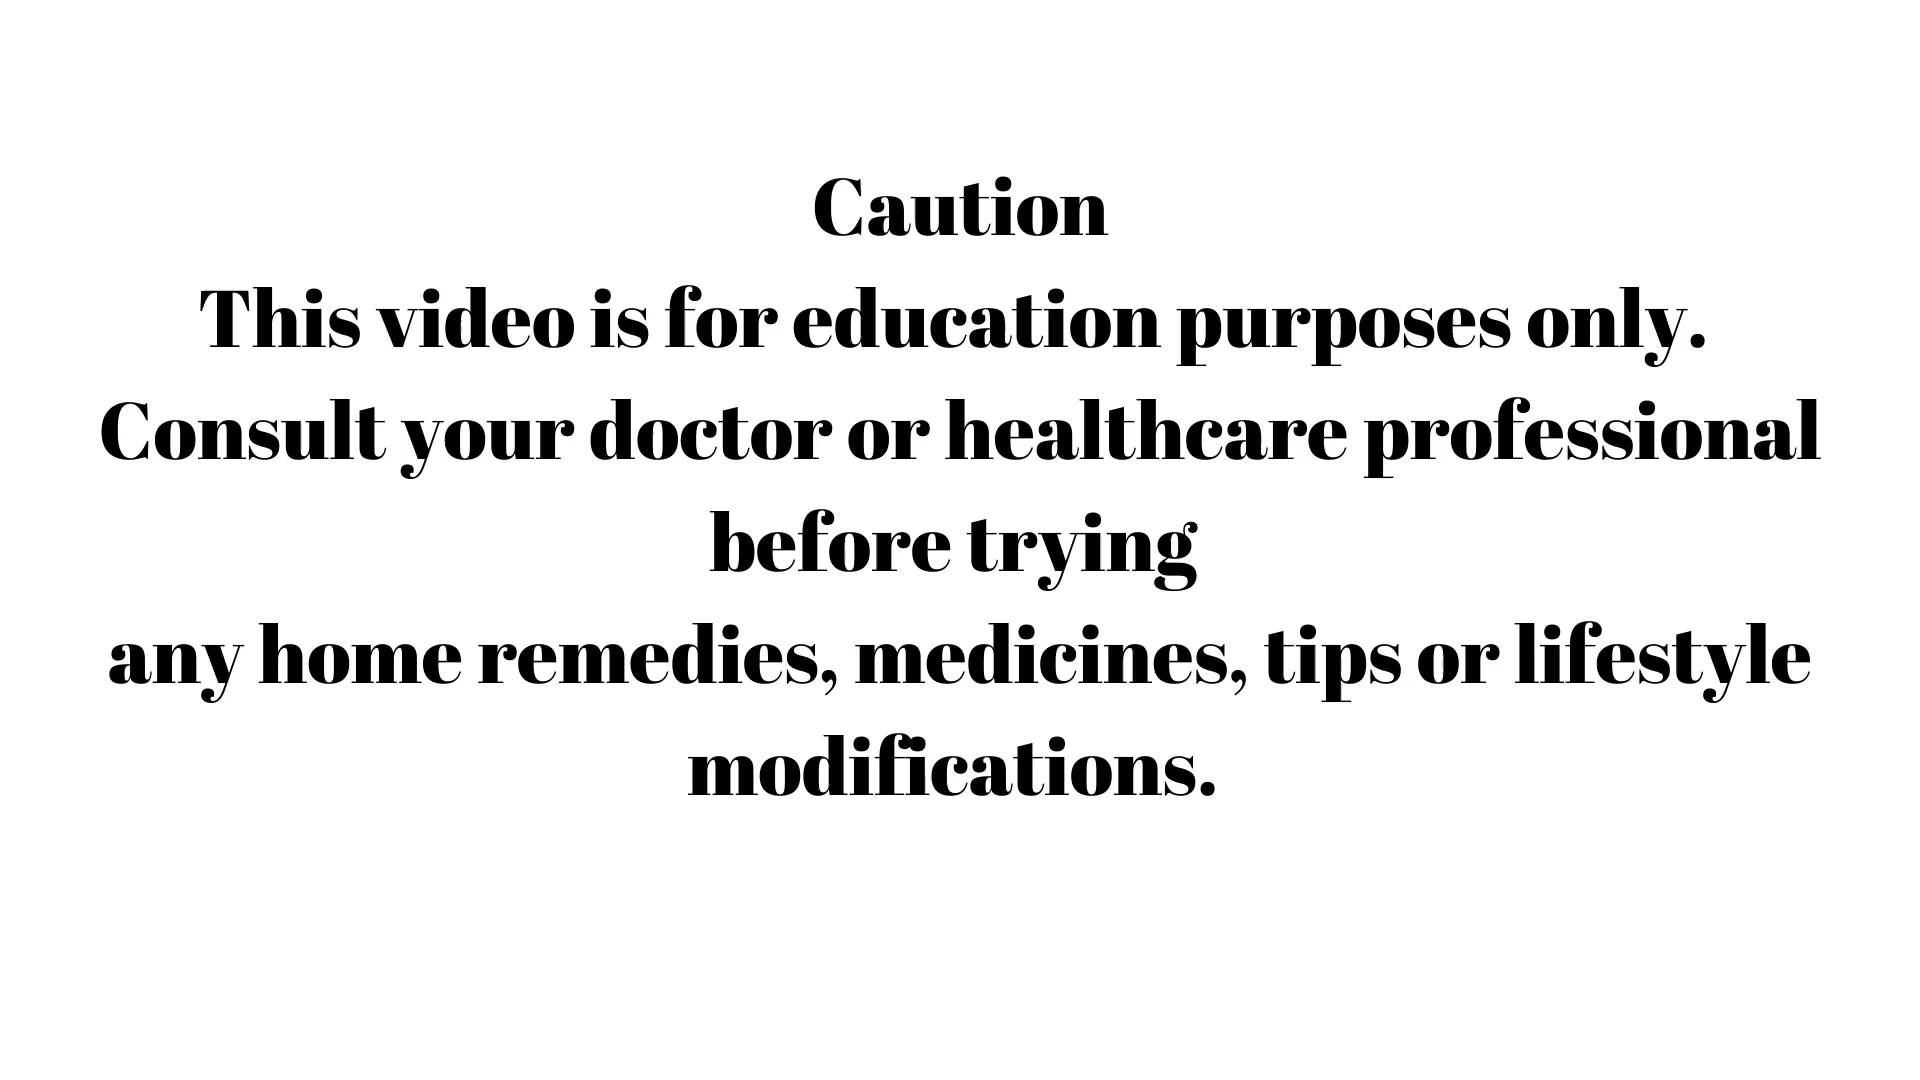 Caution
This video is for education purposes only.
Consult your doctor or healthcare professional
before trying
any home remedies, medicines, tips or lifestyle
modifications.